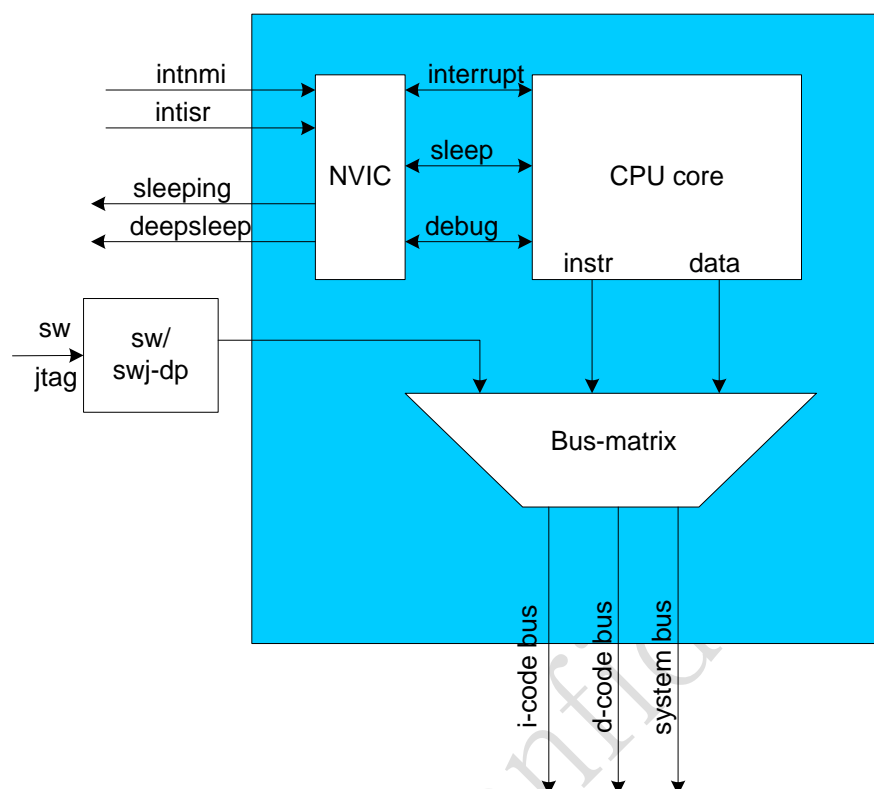 intnmi
interrupt
intisr
sleep
NVIC
CPU core
sleeping
deepsleep
debug
instr
data
sw
jtag
sw/
swj-dp
Bus-matrix
i-code bus
d-code bus
system bus